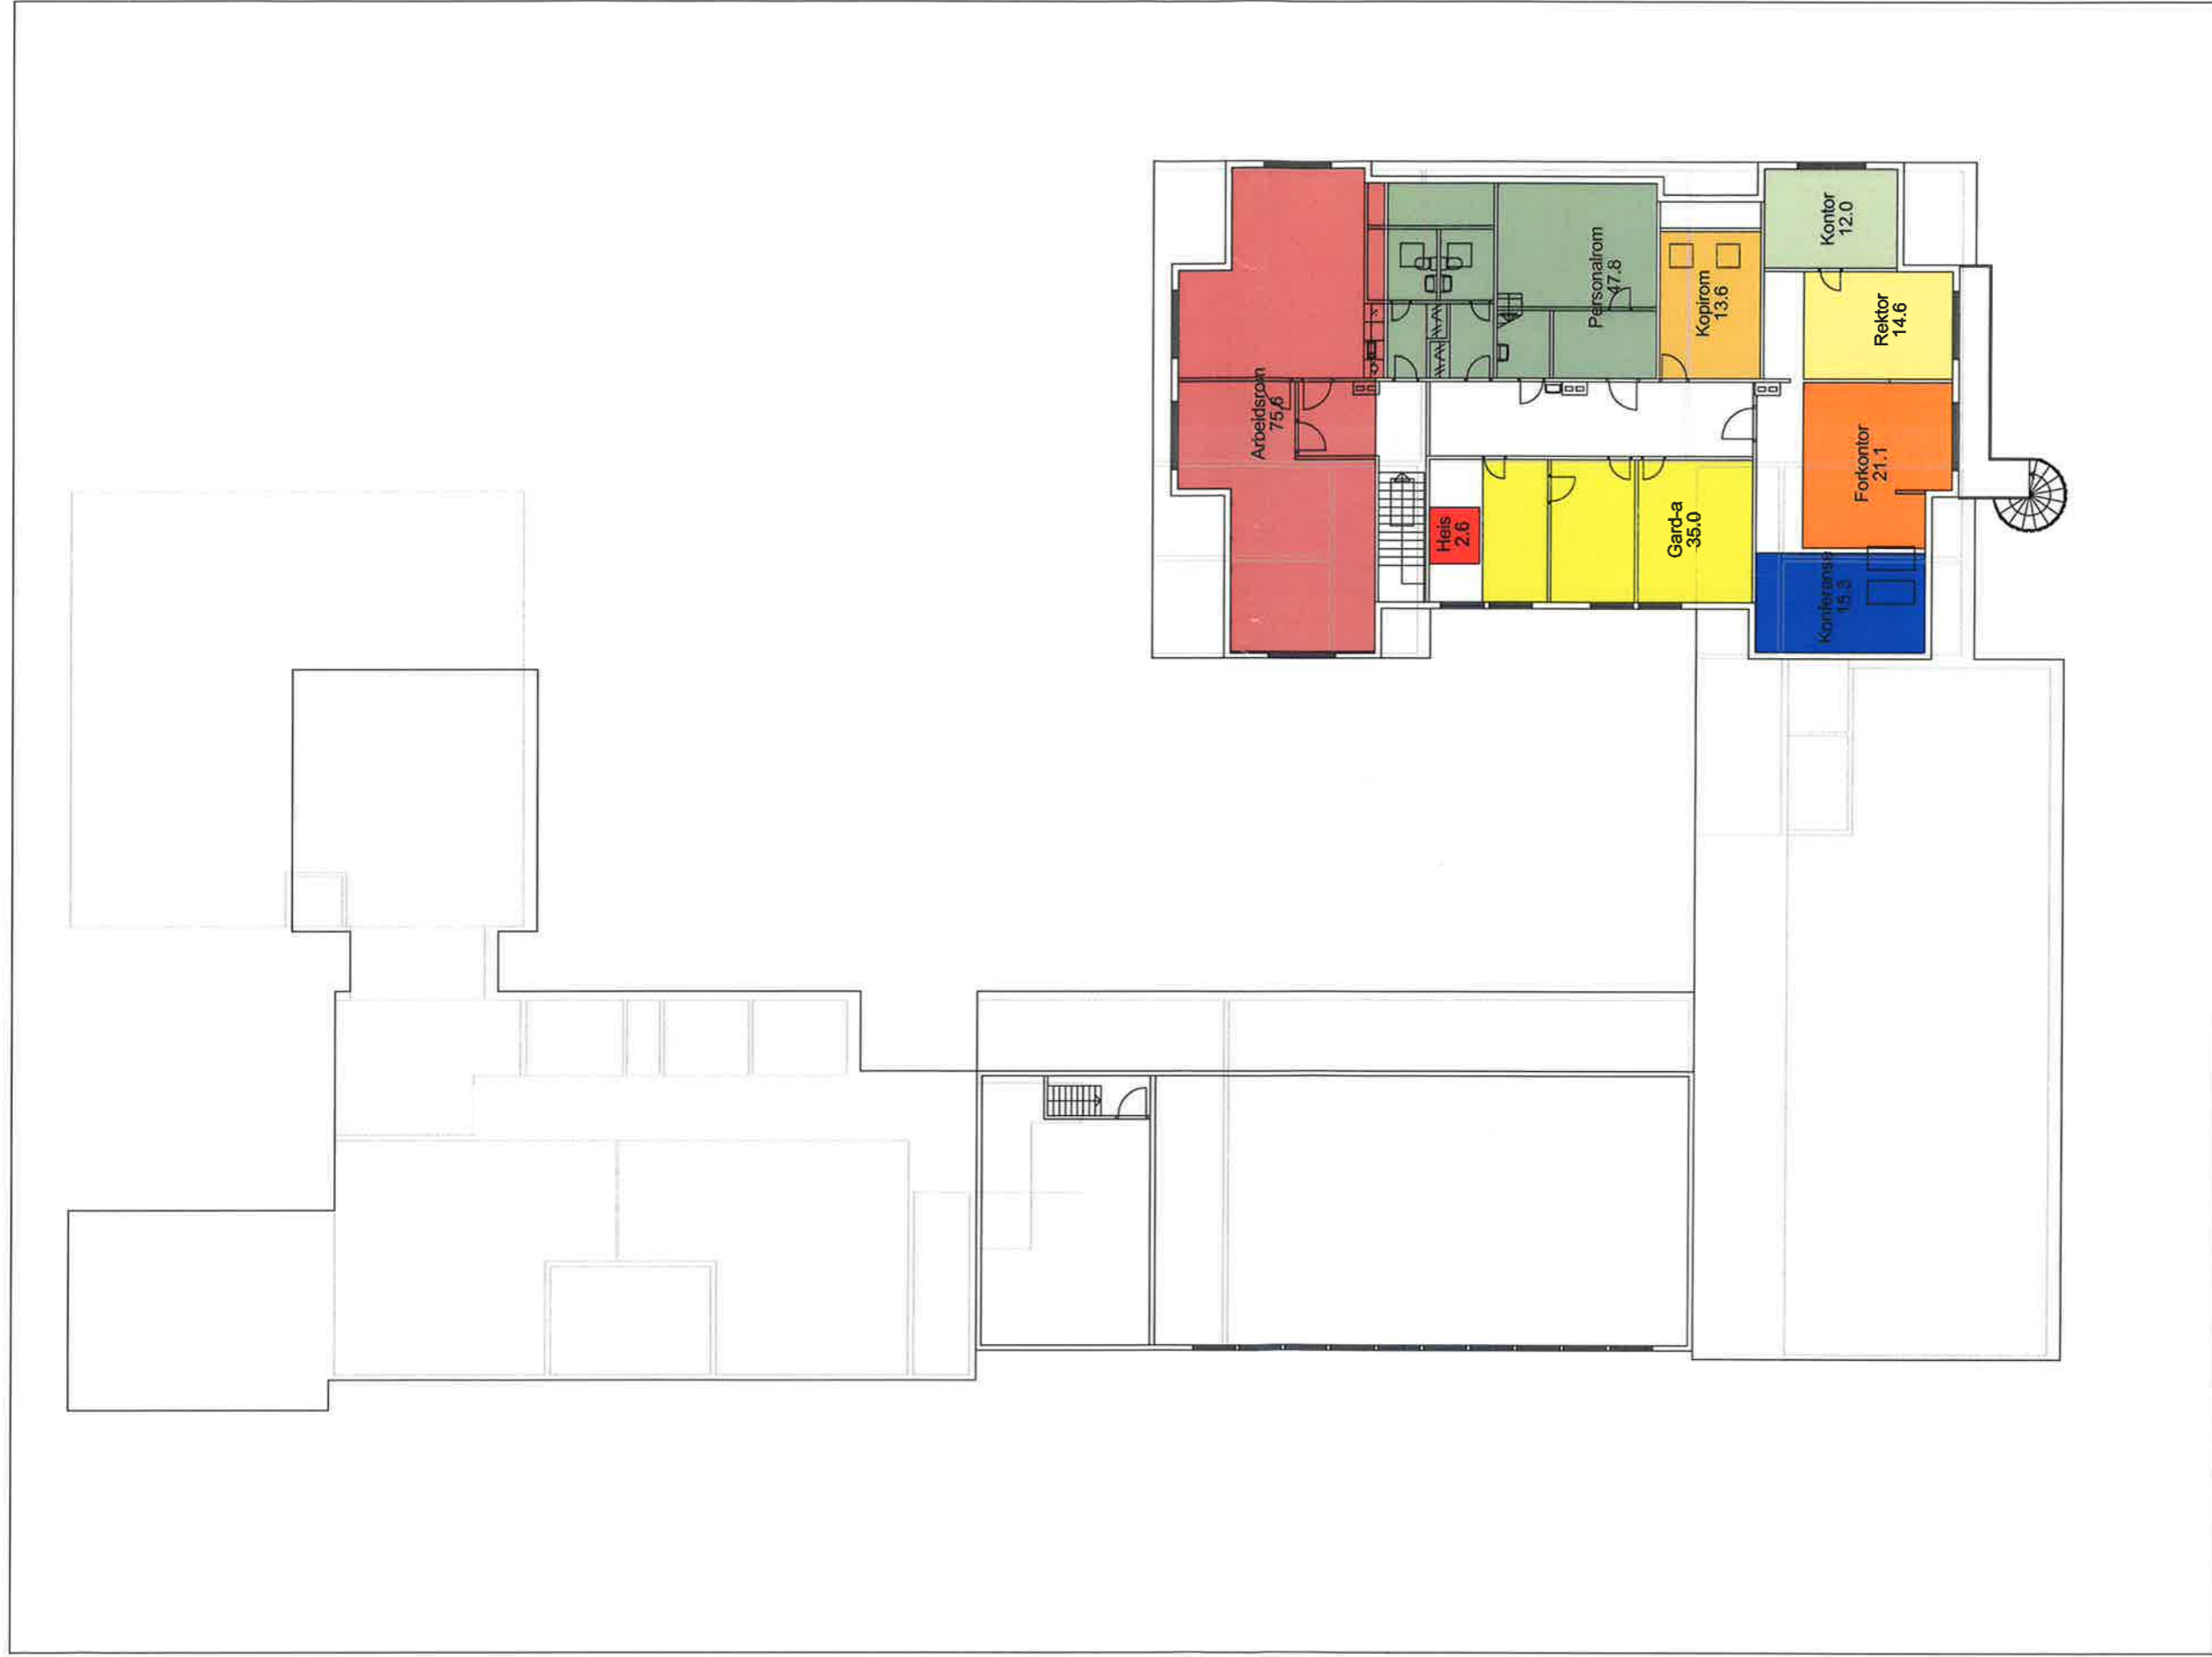 Arbeidsrom
75.6
Personalrom
47.8
Kopirom
13.6
Kontor
12.0
Rektor
14.6
Forkontor
21.1
Konferanse
15.3
Gard-a
35.0
Heis
2.6